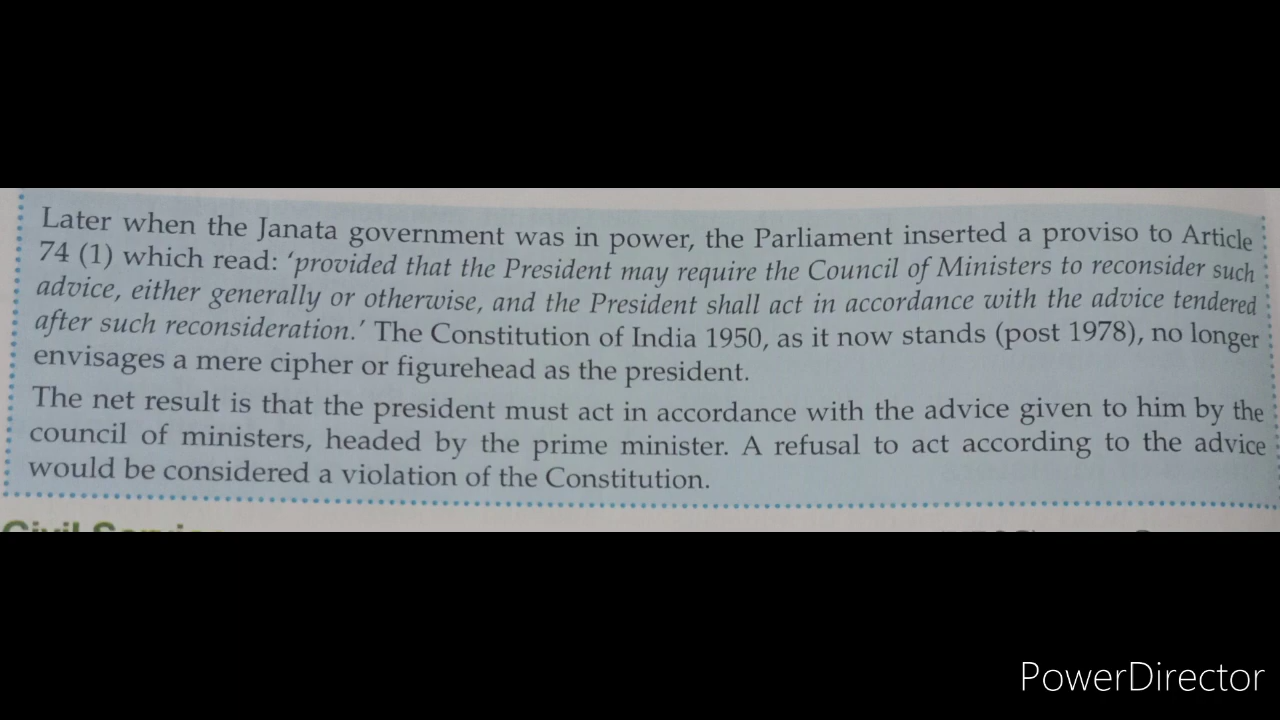 Later when the Janata government was in power, the Parliament inserted a proviso to Article
74 (1) which read: ‘provided that the President may require the Council of Ministers to reconsider such
advice, either generally or otherwise, and the President shall act in accordance with the advice tendered
after such reconsideration.’ The Constitution of India 1950, as it now stands (post 1978), no longer
envisages a mere cipher or figurehead as the president.
The net result is that the president must act in accordance with the advice given to him by the
council of ministers, headed by the prime minister. A refusal to act according to the advice
would be considered a violation of the Constitution.
PowerDirector